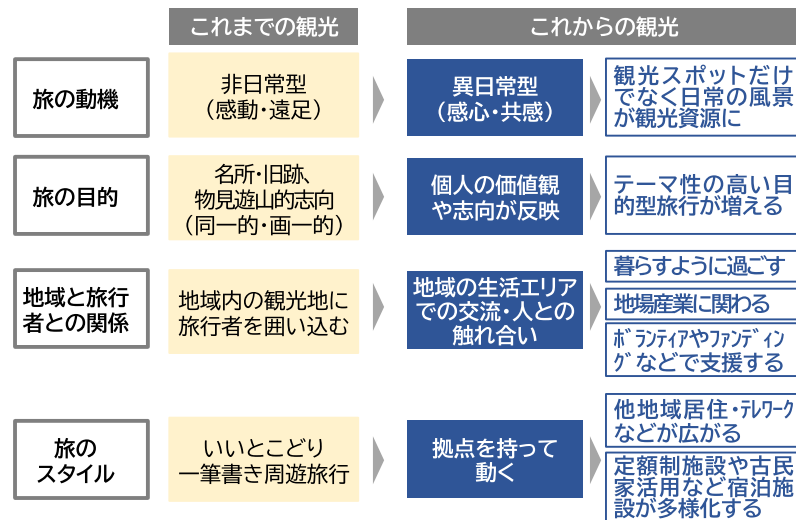 これまでの観光
これからの観光
旅の動機
非日常型
（感動・遠足）
異日常型
（感心・共感）
観光スポットだけ
でなく日常の風景
が観光資源に
旅の目的
名所・旧跡、
物見遊山的志向
（同一的・画一的）
個人の価値観
や志向が反映
テーマ性の高い目
的型旅行が増える
地域と旅行
者との関係
地域内の観光地に
旅行者を囲い込む
地域の生活エリア
での交流・人との
触れ合い
暮らすように過ごす
地場産業に関わる
ﾎﾞﾗﾝﾃｨｱやﾌｧﾝﾃﾞｨﾝ
ｸﾞなどで支援する
旅の
スタイル
いいとこどり
一筆書き周遊旅行
拠点を持って
動く
他地域居住・ﾃﾚﾜｰｸ
などが広がる
定額制施設や古民
家活用など宿泊施
設が多様化する